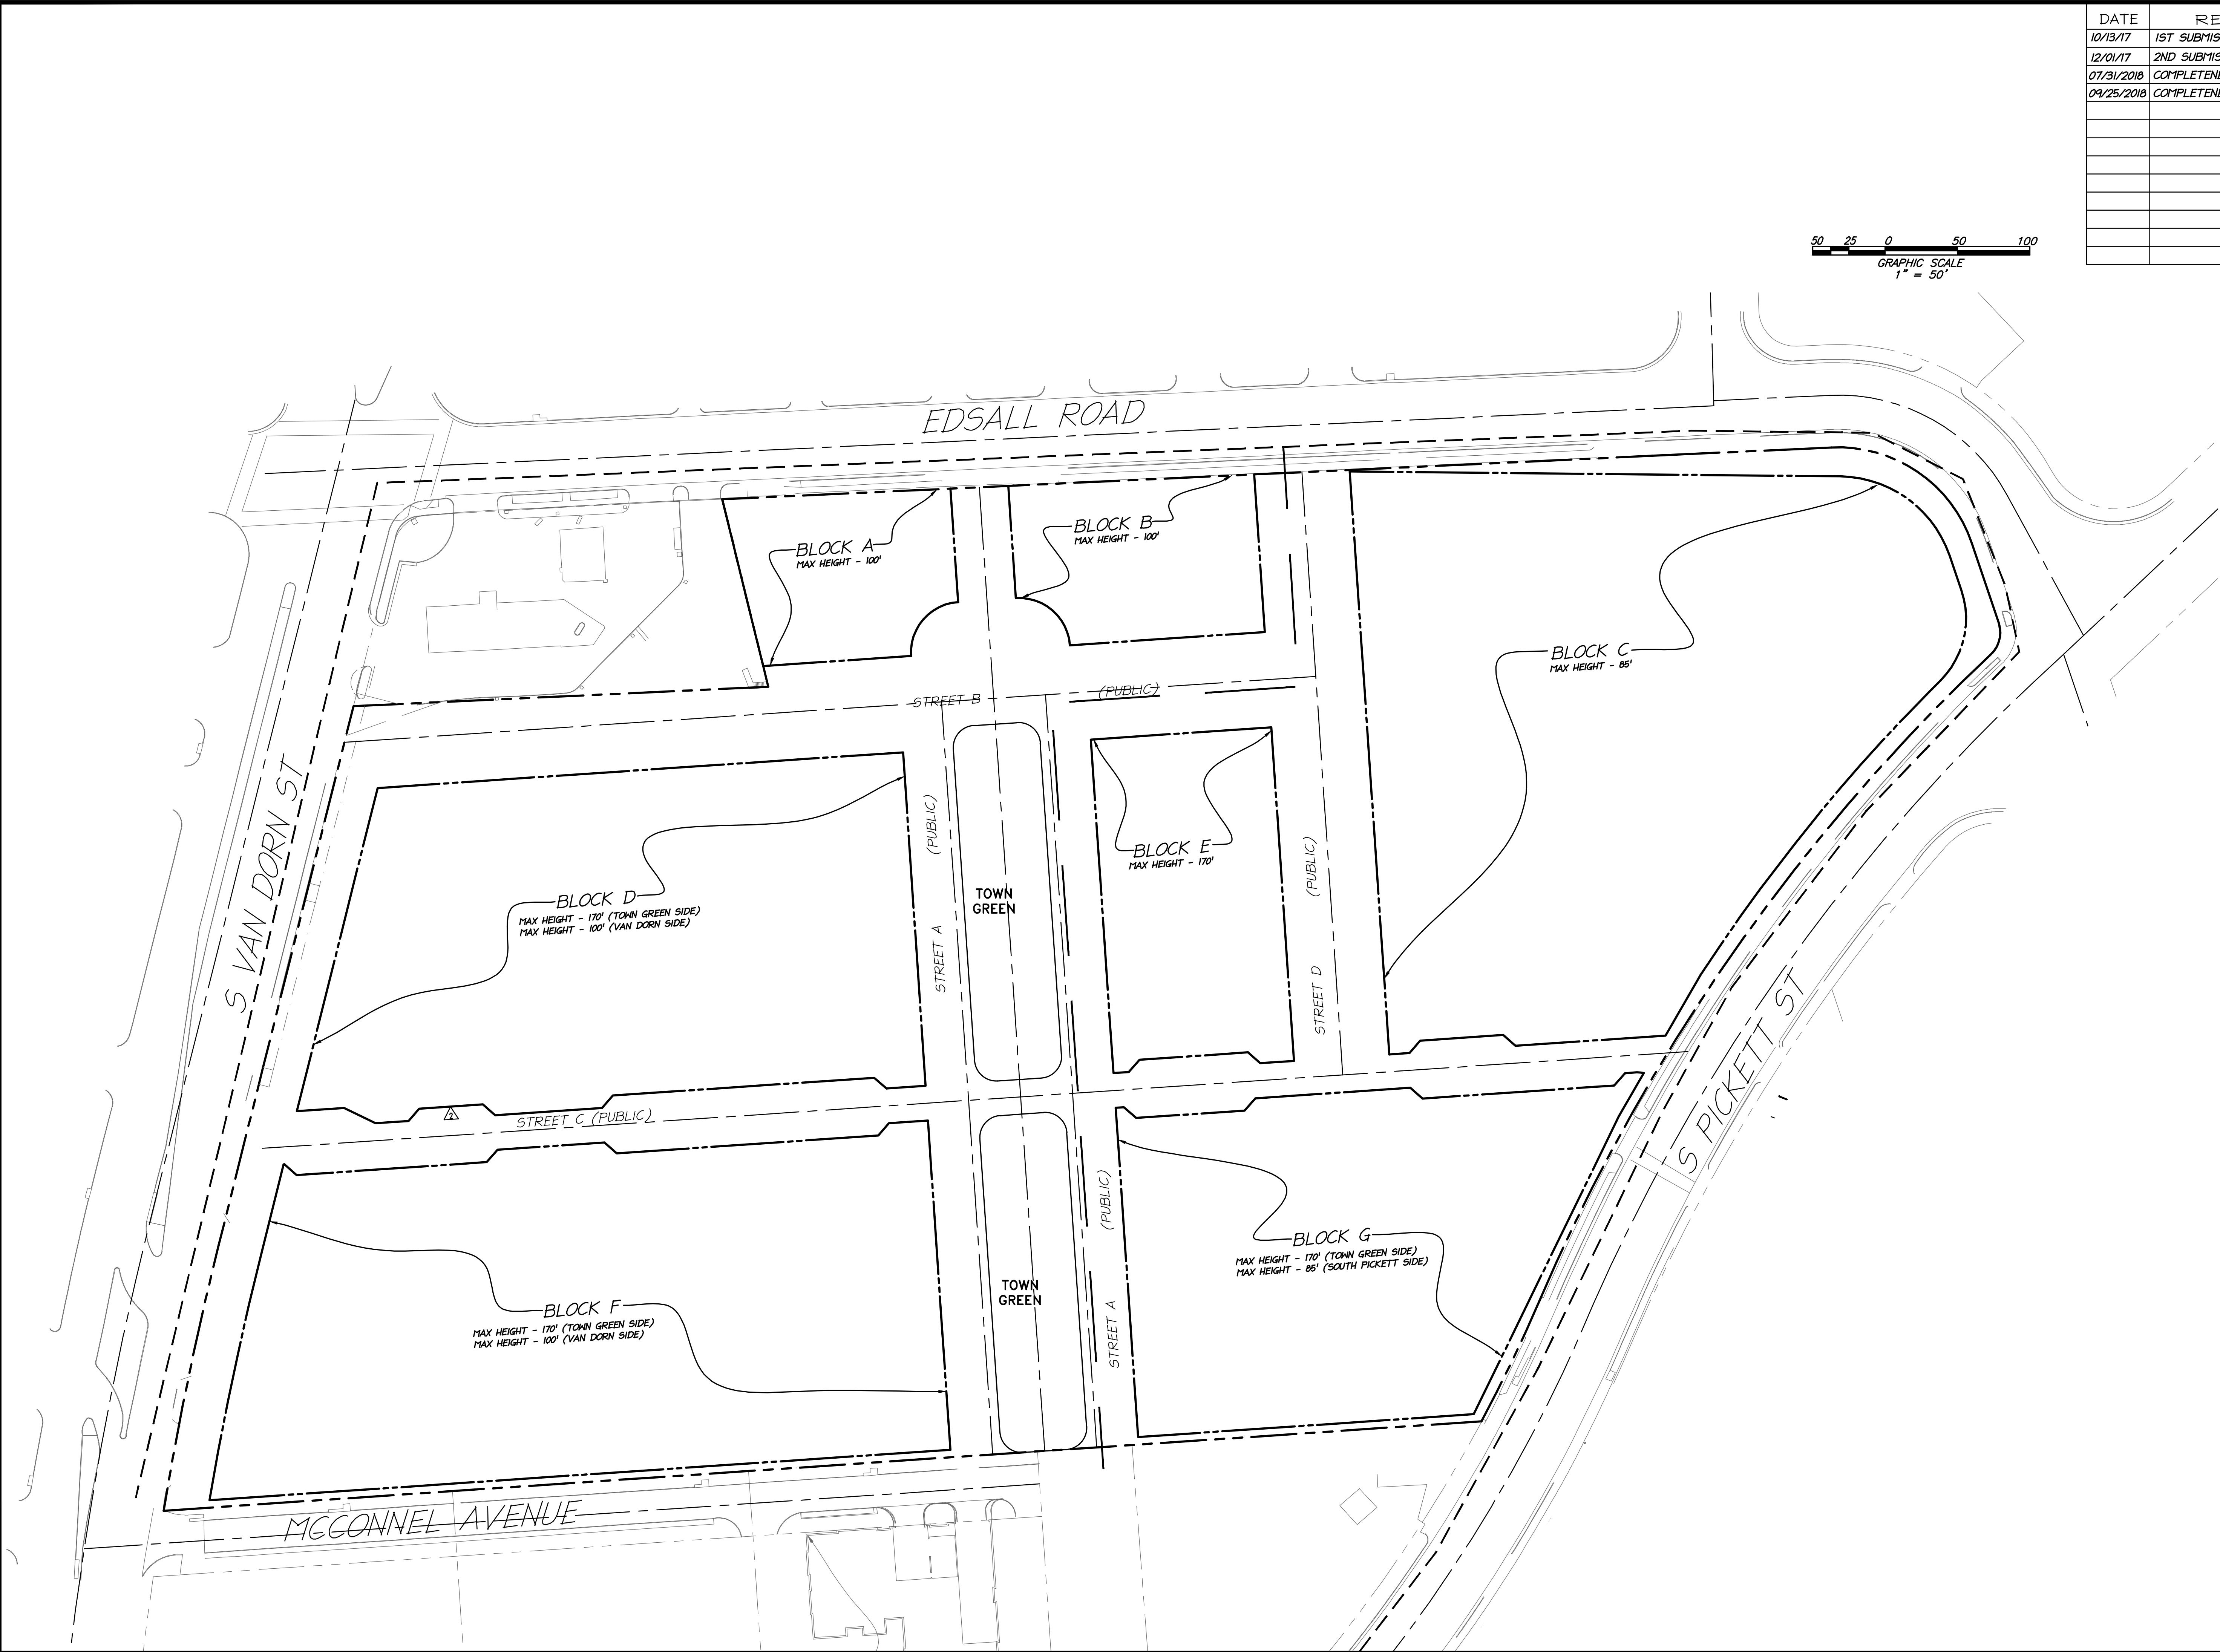 DATE RE
10/13/17 1ST SUBMIS
12/01/17 2ND SUBMIS
07/31/2018 COMPLETENE
09/25/2018 COMPLETENE
50 25 0 50 100
GRAPHIC SCALE
1" = 50'
EDSALL ROAD
BLOCK A
MAX HEIGHT - 100'
BLOCK B
MAX HEIGHT - 100'
BLOCK C
MAX HEIGHT - 85'
STREET B (PUBLIC)
S VAN DORN ST
BLOCK D
MAX HEIGHT - 170' (TOWN GREEN SIDE)
MAX HEIGHT - 100' (VAN DORN SIDE)
STREET A (PUBLIC)
TOWN
GREEN
BLOCK E
MAX HEIGHT - 170'
STREET D (PUBLIC)
S PICKETT ST
2
STREET C (PUBLIC)
BLOCK F
MAX HEIGHT - 170' (TOWN GREEN SIDE)
MAX HEIGHT - 100' (VAN DORN SIDE)
TOWN
GREEN
STREET A (PUBLIC)
BLOCK G
MAX HEIGHT - 170' (TOWN GREEN SIDE)
MAX HEIGHT - 85' (SOUTH PICKETT SIDE)
MCCONNEL AVENUE